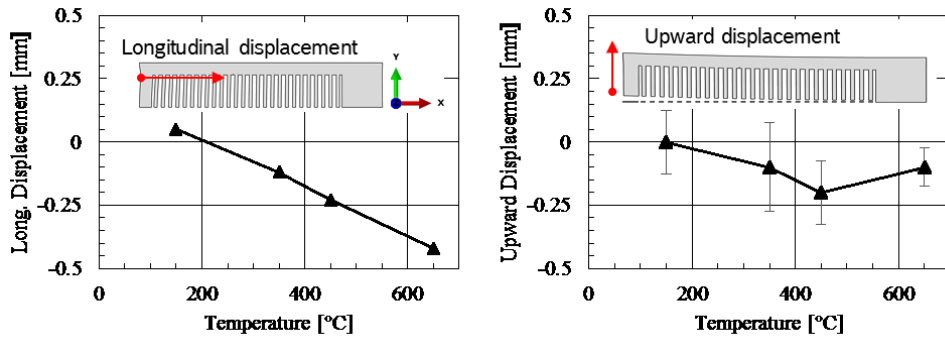 Long. Displacement [mm]
0.5
0.25
0
-0.25
-0.5
Longitudinal displacement
Y
Z
X
0
200
400
600
Temperature [°C]
Upward Displacement [mm]
0.5
0.25
0
-0.25
-0.5
Upward displacement
0
200
400
600
Temperature [°C]